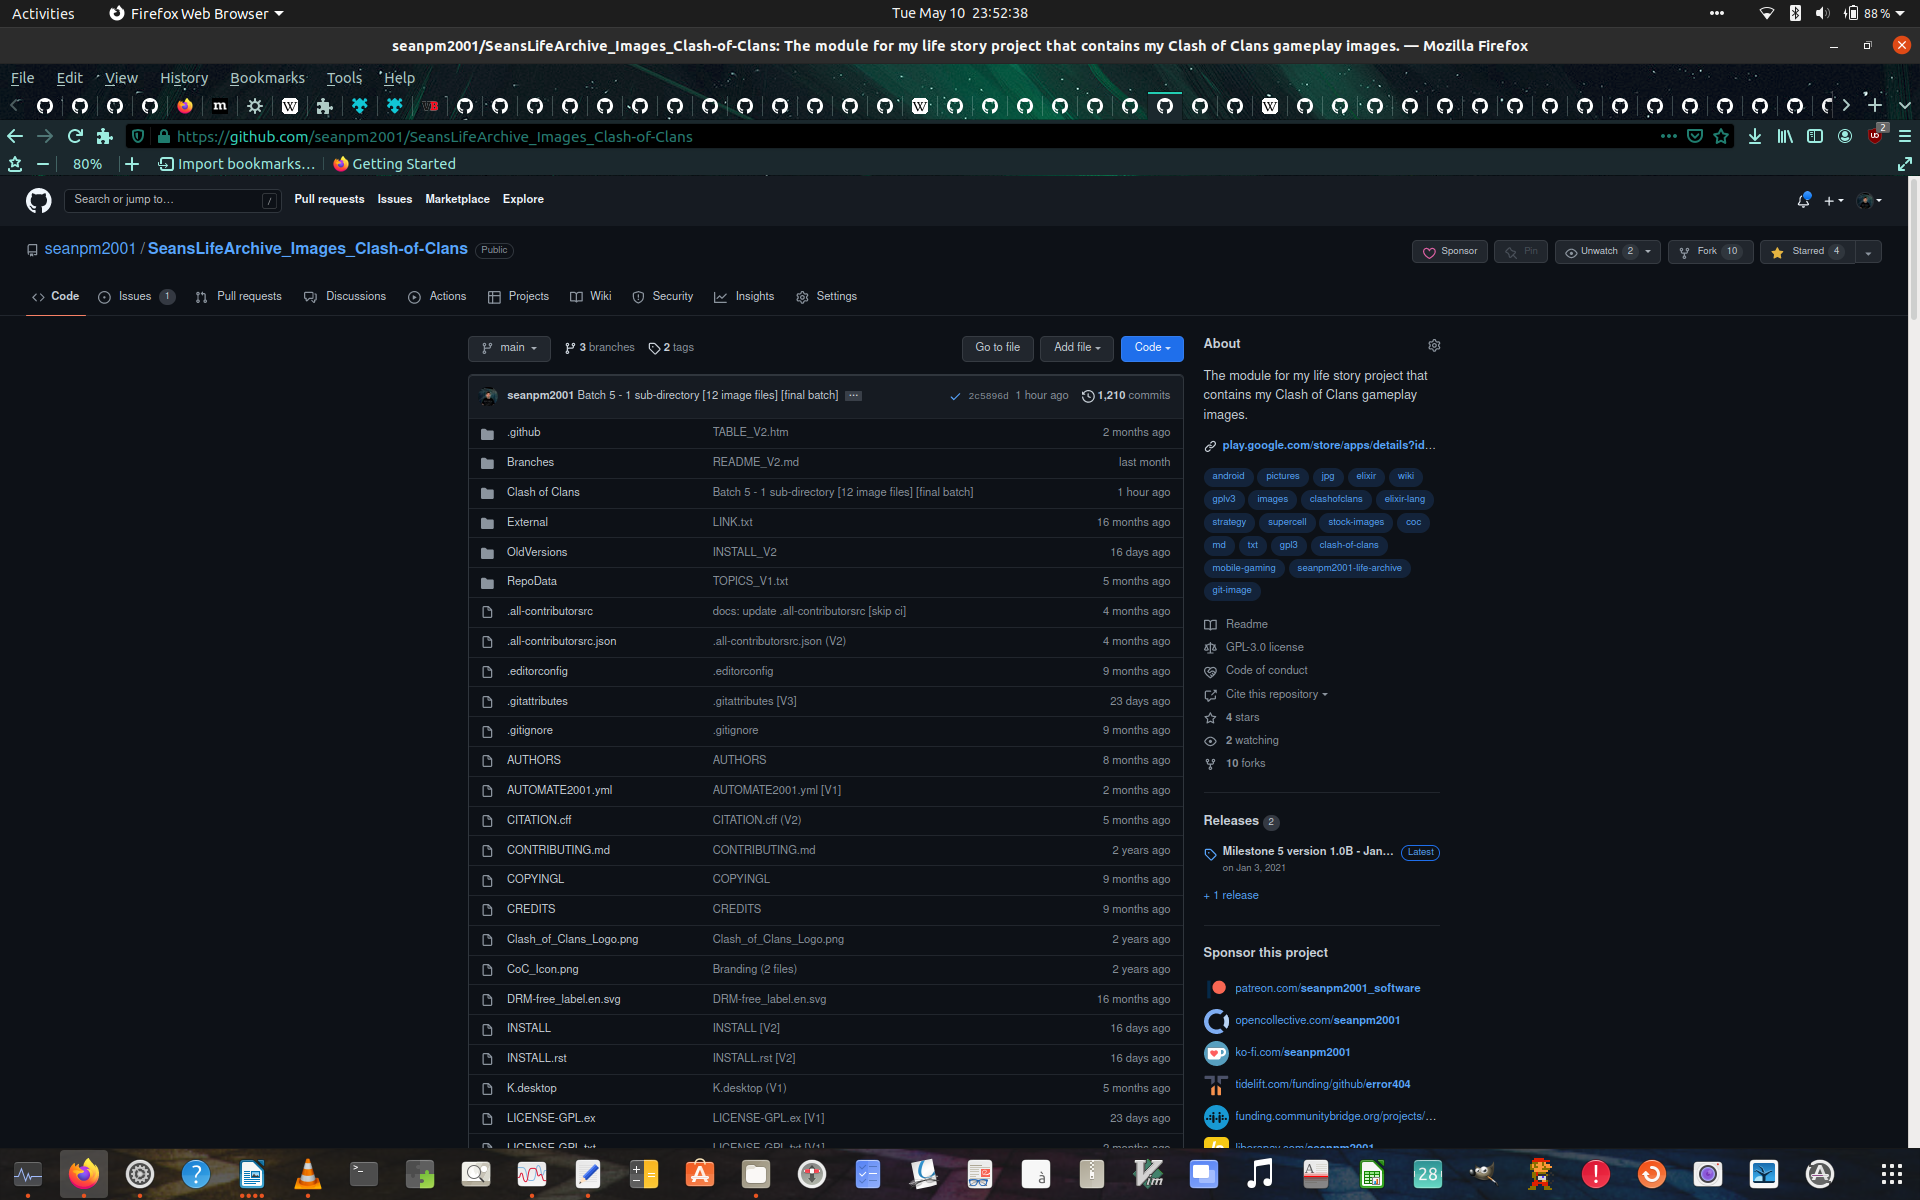 Activities Firefox Web Browser Tue May 10 23:52:38 88 %
seanpm2001/SeansLifeArchive_Images_Clash-of-Clans: The module for my life story project that contains my Clash of Clans gameplay images. — Mozilla Firefox
File Edit View History Bookmarks Tools Help
https://github.com/seanpm2001/SeansLifeArchive_Images_Clash-of-Clans 2
80% Import bookmarks... Getting Started
Search or jump to... / Pull requests Issues Marketplace Explore
seanpm2001 / SeansLifeArchive_Images_Clash-of-Clans Public Sponsor Pin Unwatch 2 Fork 10 Starred 4
Code Issues 1 Pull requests Discussions Actions Projects Wiki Security Insights Settings
main 3 branches 2 tags Go to file Add file Code
seanpm2001 Batch 5 - 1 sub-directory [12 image files] [final batch] ... 2c5896d 1 hour ago 1,210 commits
.github TABLE_V2.htm 2 months ago
Branches README_V2.md last month
Clash of Clans Batch 5 - 1 sub-directory [12 image files] [final batch] 1 hour ago
External LINK.txt 16 months ago
OldVersions INSTALL_V2 16 days ago
RepoData TOPICS_V1.txt 5 months ago
.all-contributorsrc docs: update .all-contributorsrc [skip ci] 4 months ago
.all-contributorsrc.json .all-contributorsrc.json (V2) 4 months ago
.editorconfig .editorconfig 9 months ago
.gitattributes .gitattributes [V3] 23 days ago
.gitignore .gitignore 9 months ago
AUTHORS AUTHORS 8 months ago
AUTOMATE2001.yml AUTOMATE2001.yml [V1] 2 months ago
CITATION.cff CITATION.cff (V2) 5 months ago
CONTRIBUTING.md CONTRIBUTING.md 2 years ago
COPYINGL COPYINGL 9 months ago
CREDITS CREDITS 9 months ago
Clash_of_Clans_Logo.png Clash_of_Clans_Logo.png 2 years ago
CoC_Icon.png Branding (2 files) 2 years ago
DRM-free_label.en.svg DRM-free_label.en.svg 16 months ago
INSTALL INSTALL [V2] 16 days ago
INSTALL.rst INSTALL.rst [V2] 16 days ago
K.desktop K.desktop (V1) 5 months ago
LICENSE-GPL.ex LICENSE-GPL.ex [V1] 23 days ago
LICENSE-GPL.txt LICENSE-GPL.txt [V1] 2 months ago
About
The module for my life story project that
contains my Clash of Clans gameplay
images.
play.google.com/store/apps/details?id...
android pictures jpg elixir wiki
gplv3 images clashofclans elixir-lang
strategy supercell stock-images coc
md txt gpl3 clash-of-clans
mobile-gaming seanpm2001-life-archive
git-image
Readme
GPL-3.0 license
Code of conduct
Cite this repository
4 stars
2 watching
10 forks
Releases 2
Milestone 5 version 1.0B - Jan... Latest
on Jan 3, 2021
+ 1 release
Sponsor this project
patreon.com/seanpm2001_software
opencollective.com/seanpm2001
ko-fi.com/seanpm2001
tidelift.com/funding/github/error404
funding.communitybridge.org/projects/...
liberapay.com/seanpm2001
28